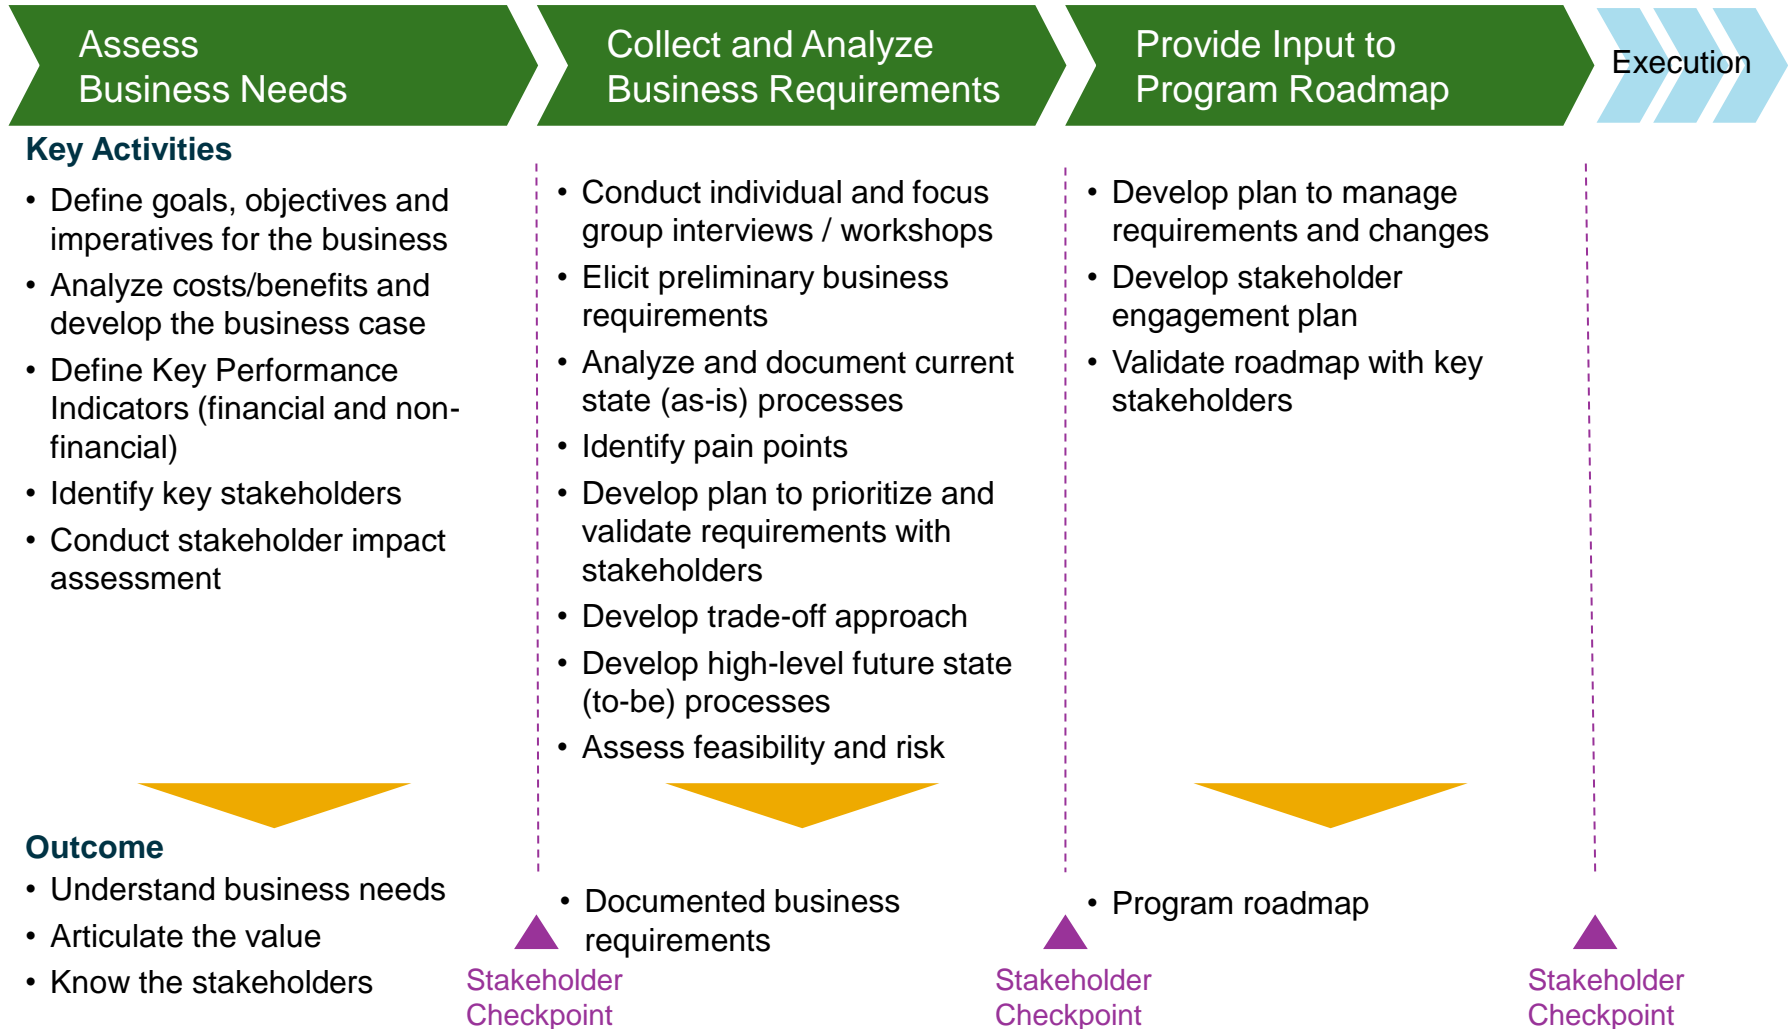 Assess
Business Needs
Collect and Analyze
Business Requirements
Provide Input to
Program Roadmap
Execution
Key Activities
• Define goals, objectives and
imperatives for the business
• Analyze costs/benefits and
develop the business case
• Define Key Performance
Indicators (financial and non-
financial)
• Identify key stakeholders
• Conduct stakeholder impact
assessment
• Conduct individual and focus
group interviews / workshops
• Elicit preliminary business
requirements
• Analyze and document current
state (as-is) processes
• Identify pain points
• Develop plan to prioritize and
validate requirements with
stakeholders
• Develop trade-off approach
• Develop high-level future state
(to-be) processes
• Assess feasibility and risk
• Develop plan to manage
requirements and changes
• Develop stakeholder
engagement plan
• Validate roadmap with key
stakeholders
Outcome
• Understand business needs
• Articulate the value
• Know the stakeholders
• Documented business
requirements
• Program roadmap
Stakeholder
Checkpoint
Stakeholder
Checkpoint
Stakeholder
Checkpoint